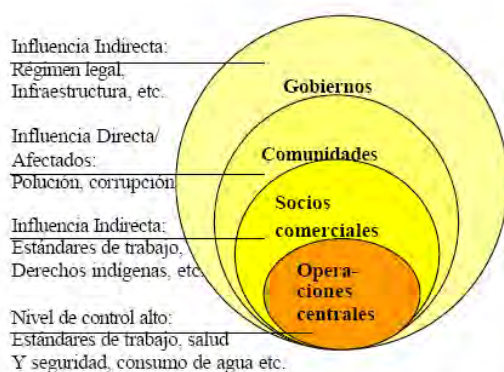 Influencia Indirecta:
Régimen legal,
Infraestructura, etc.
Gobiernos
Influencia Directa/
Afectados:
Polución, corrupción
Comunidades
Influencia Indirecta:
Estándares de trabajo,
Derechos indígenas, etc.
Socios
comerciales
Nivel de control alto:
Estándares de trabajo, salud
Y seguridad, consumo de agua etc.
Opera-
ciones
centrales